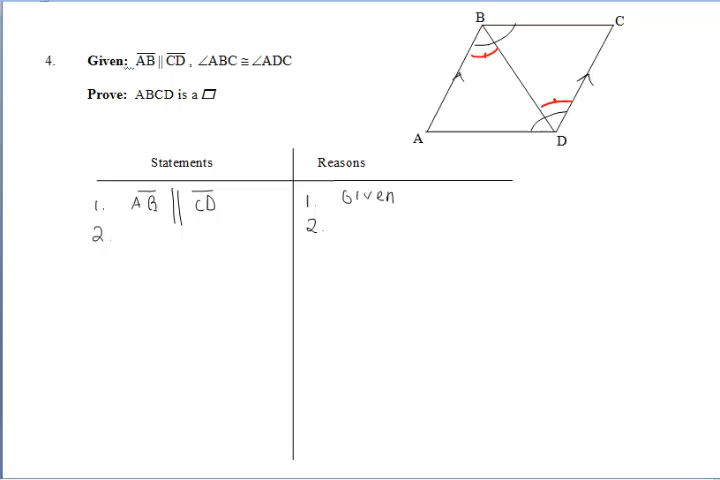 B
C
4. Given: AB || CD , ∠ABC ≅ ∠ADC
Prove: ABCD is a ▱
A
D
Statements Reasons
1. AB || CD 1. Given
2. 2.